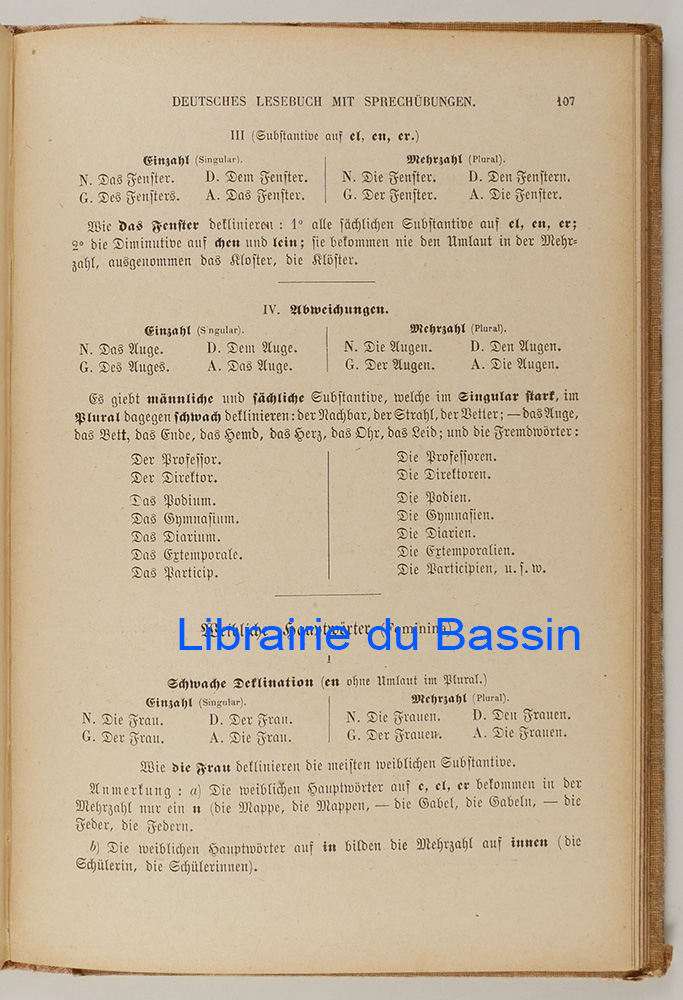 DEUTSCHES LESEBUCH MIT SPRECHÜBUNGEN. 107
III (Substantive auf el, en, er.)
Einzahl (Singular). Mehrzahl (Plural).
N. Das Fenster. D. Dem Fenster. N. Die Fenster. D. Den Fenstern.
G. Des Fensters. A. Das Fenster. G. Der Fenster. A. Die Fenster.
Wie das Fenster deklinieren : 1º alle sächlichen Substantive auf el, en, er;
2º die Diminutive auf chen und lein; sie bekommen nie den Umlaut in der Mehr-
zahl, ausgenommen das Kloster, die Klöster.
IV. Abweichungen.
Einzahl (Singular). Mehrzahl (Plural).
N. Das Auge. D. Dem Auge. N. Die Augen. D. Den Augen.
G. Des Auges. A. Das Auge. G. Der Augen. A. Die Augen.
Es giebt männliche und sächliche Substantive, welche im Singular stark, im
Plural dagegen schwach deklinieren: der Nachbar, der Strahl, der Vetter; — das Auge,
das Bett, das Ende, das Hemd, das Herz, das Ohr, das Leid; und die Fremdwörter:
Der Professor. Die Professoren.
Der Direktor. Die Direktoren.
Das Podium. Die Podien.
Das Gymnasium. Die Gymnasien.
Das Diarium. Die Diarien.
Das Extemporale. Die Extemporalien.
Das Particip. Die Participien, u. s. w.
Weibliche Hauptwörter (Feminina)
Librairie du Bassin
I
Schwache Deklination (en ohne Umlaut im Plural.)
Einzahl (Singular). Mehrzahl (Plural).
N. Die Frau. D. Der Frau. N. Die Frauen. D. Den Frauen.
G. Der Frau. A. Die Frau. G. Der Frauen. A. Die Frauen.
Wie die Frau deklinieren die meisten weiblichen Substantive.
Anmerkung : a) Die weiblichen Hauptwörter auf e, el, er bekommen in der
Mehrzahl nur ein n (die Mappe, die Mappen, — die Gabel, die Gabeln, — die
Feder, die Federn.
b) Die weiblichen Hauptwörter auf in bilden die Mehrzahl auf innen (die
Schülerin, die Schülerinnen).